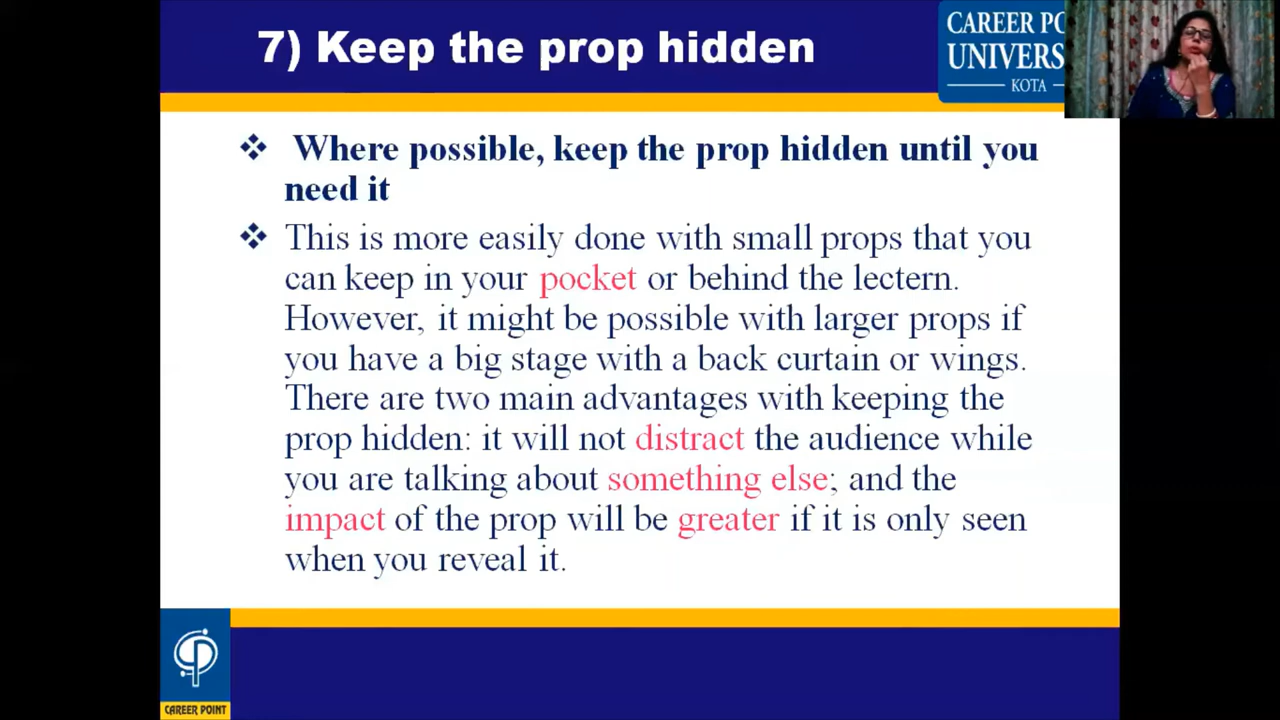 7) Keep the prop hidden
CAREER PO
UNIVERS
KOTA
Where possible, keep the prop hidden until you
need it
This is more easily done with small props that you
can keep in your pocket or behind the lectern.
However, it might be possible with larger props if
you have a big stage with a back curtain or wings.
There are two main advantages with keeping the
prop hidden: it will not distract the audience while
you are talking about something else; and the
impact of the prop will be greater if it is only seen
when you reveal it.
CAREER POINT